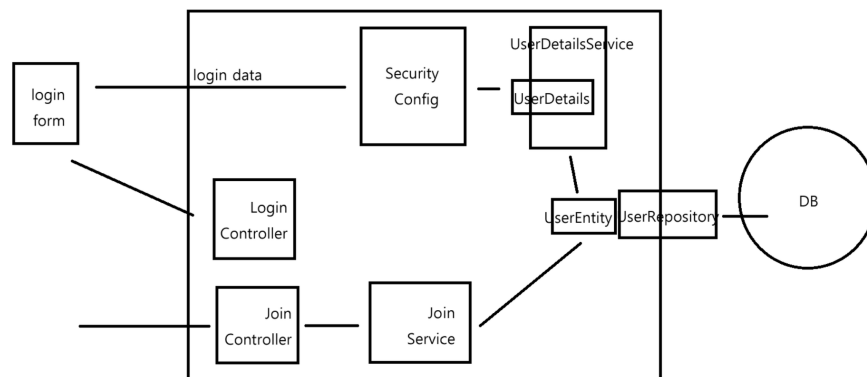 login
form
login data
Security
Config
UserDetailsService
UserDetails
Login
Controller
UserEntity
UserRepository
DB
Join
Controller
Join
Service